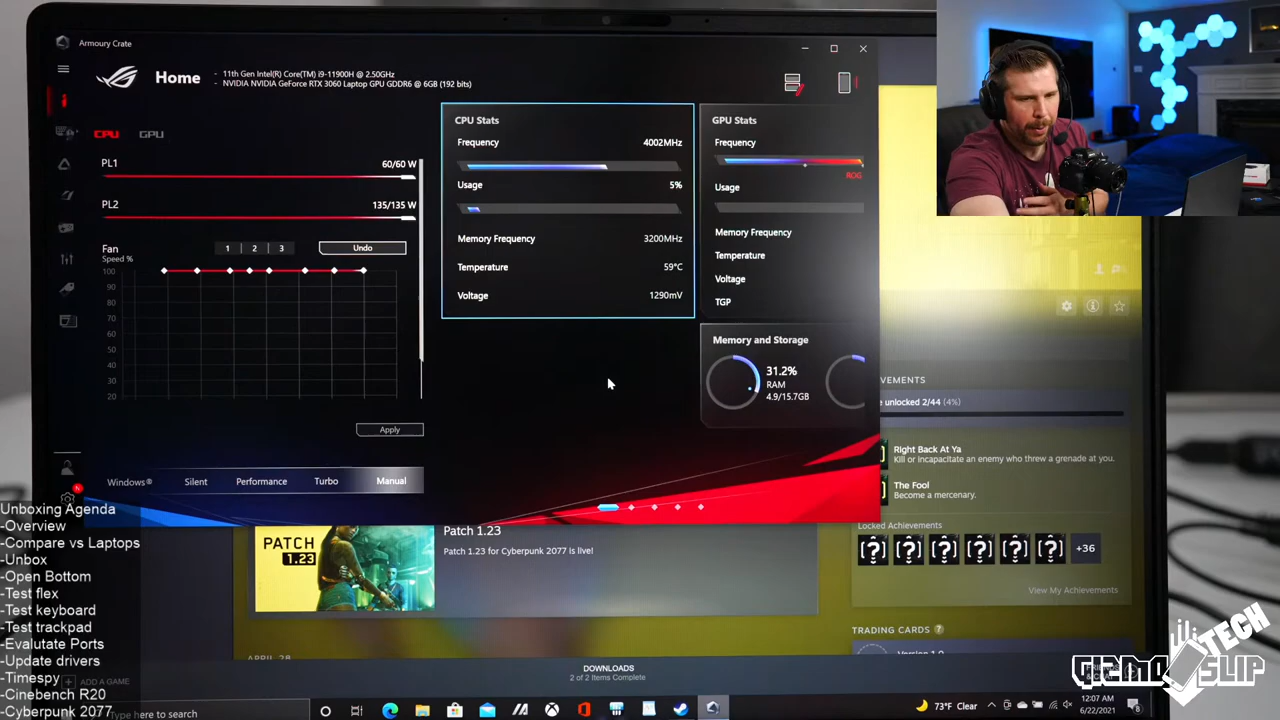 Armoury Crate
Home
- 11th Gen Intel(R) Core(TM) i9-11900H @ 2.50GHz
- NVIDIA NVIDIA GeForce RTX 3060 Laptop GPU GDDR6 @ 6GB (192 bits)
CPU GPU
PL1 60/60 W
PL2 135/135 W
Fan 1 | 2 | 3 Undo
Speed %
100
90
80
70
60
50
40
30
20
Apply
Windows® Silent Performance Turbo Manual
CPU Stats
Frequency 4002MHz
Usage 5%
Memory Frequency 3200MHz
Temperature 59°C
Voltage 1290mV
GPU Stats
Frequency
ROG
Usage
Memory Frequency
Temperature
Voltage
TGP
Memory and Storage
31.2%
RAM
4.9/15.7GB
EVEMENTS
e unlocked 2/44 (4%)
Right Back At Ya
Kill or incapacitate an enemy who threw a grenade at you.
The Fool
Become a mercenary.
Locked Achievements
+36
View My Achievements
TRADING CARDS ?
PATCH
1.23
Patch 1.23
Patch 1.23 for Cyberpunk 2077 is live!
APRIL 28
ADD A GAME
DOWNLOADS
2 of 2 Items Complete
Type here to search
73°F Clear
12:07 AM
6/22/2021
Unboxing Agenda
-Overview
-Compare vs Laptops
-Unbox
-Open Bottom
-Test flex
-Test keyboard
-Test trackpad
-Evalutate Ports
-Update drivers
-Timespy
-Cinebench R20
-Cyberpunk 2077
GIZMO SLIP
TECH